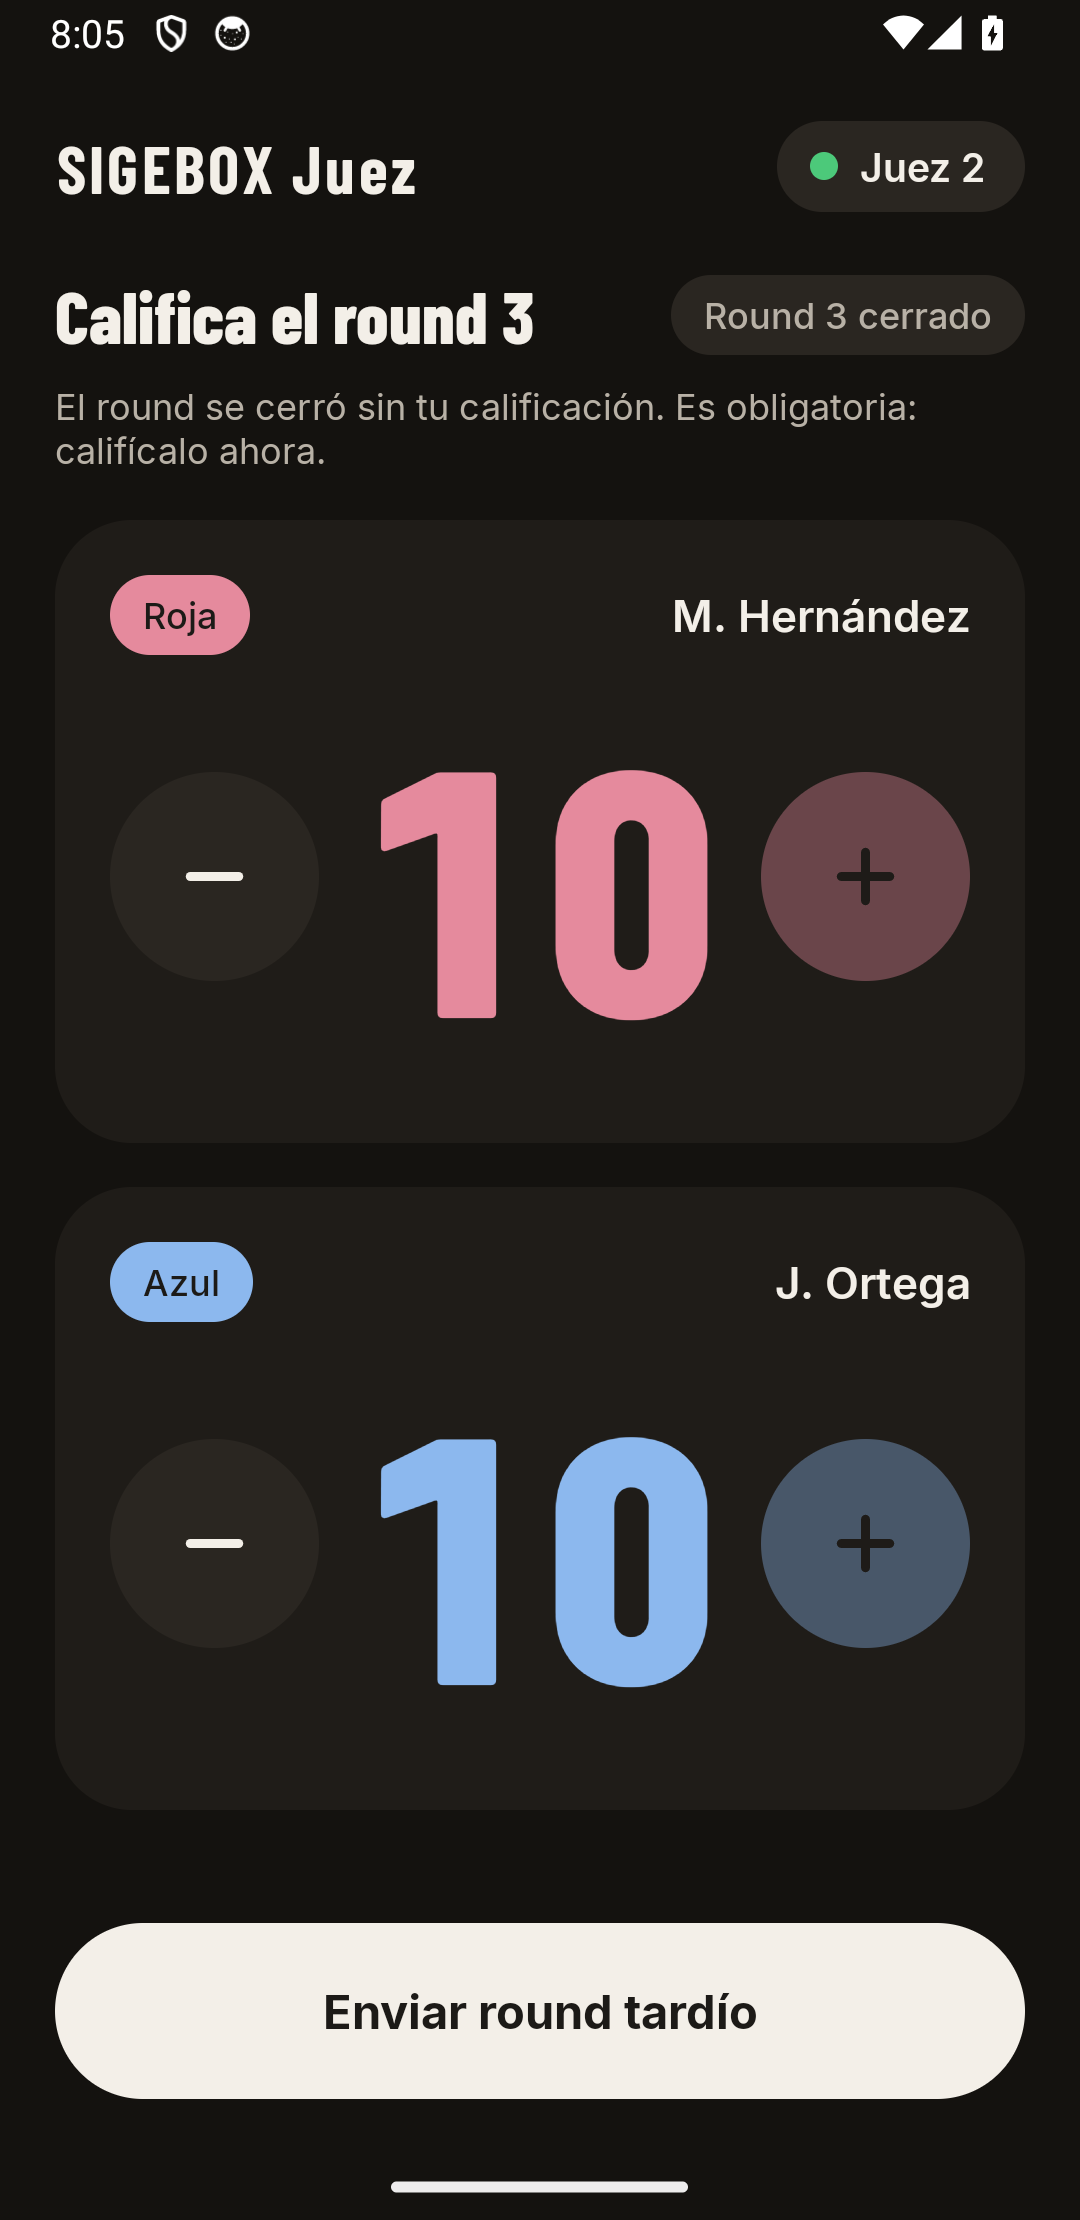 8:05
SIGEBOX Juez
Juez 2
Califica el round 3
Round 3 cerrado
El round se cerró sin tu calificación. Es obligatoria:
califícalo ahora.
Roja
M. Hernández
10
Azul
J. Ortega
10
Enviar round tardío